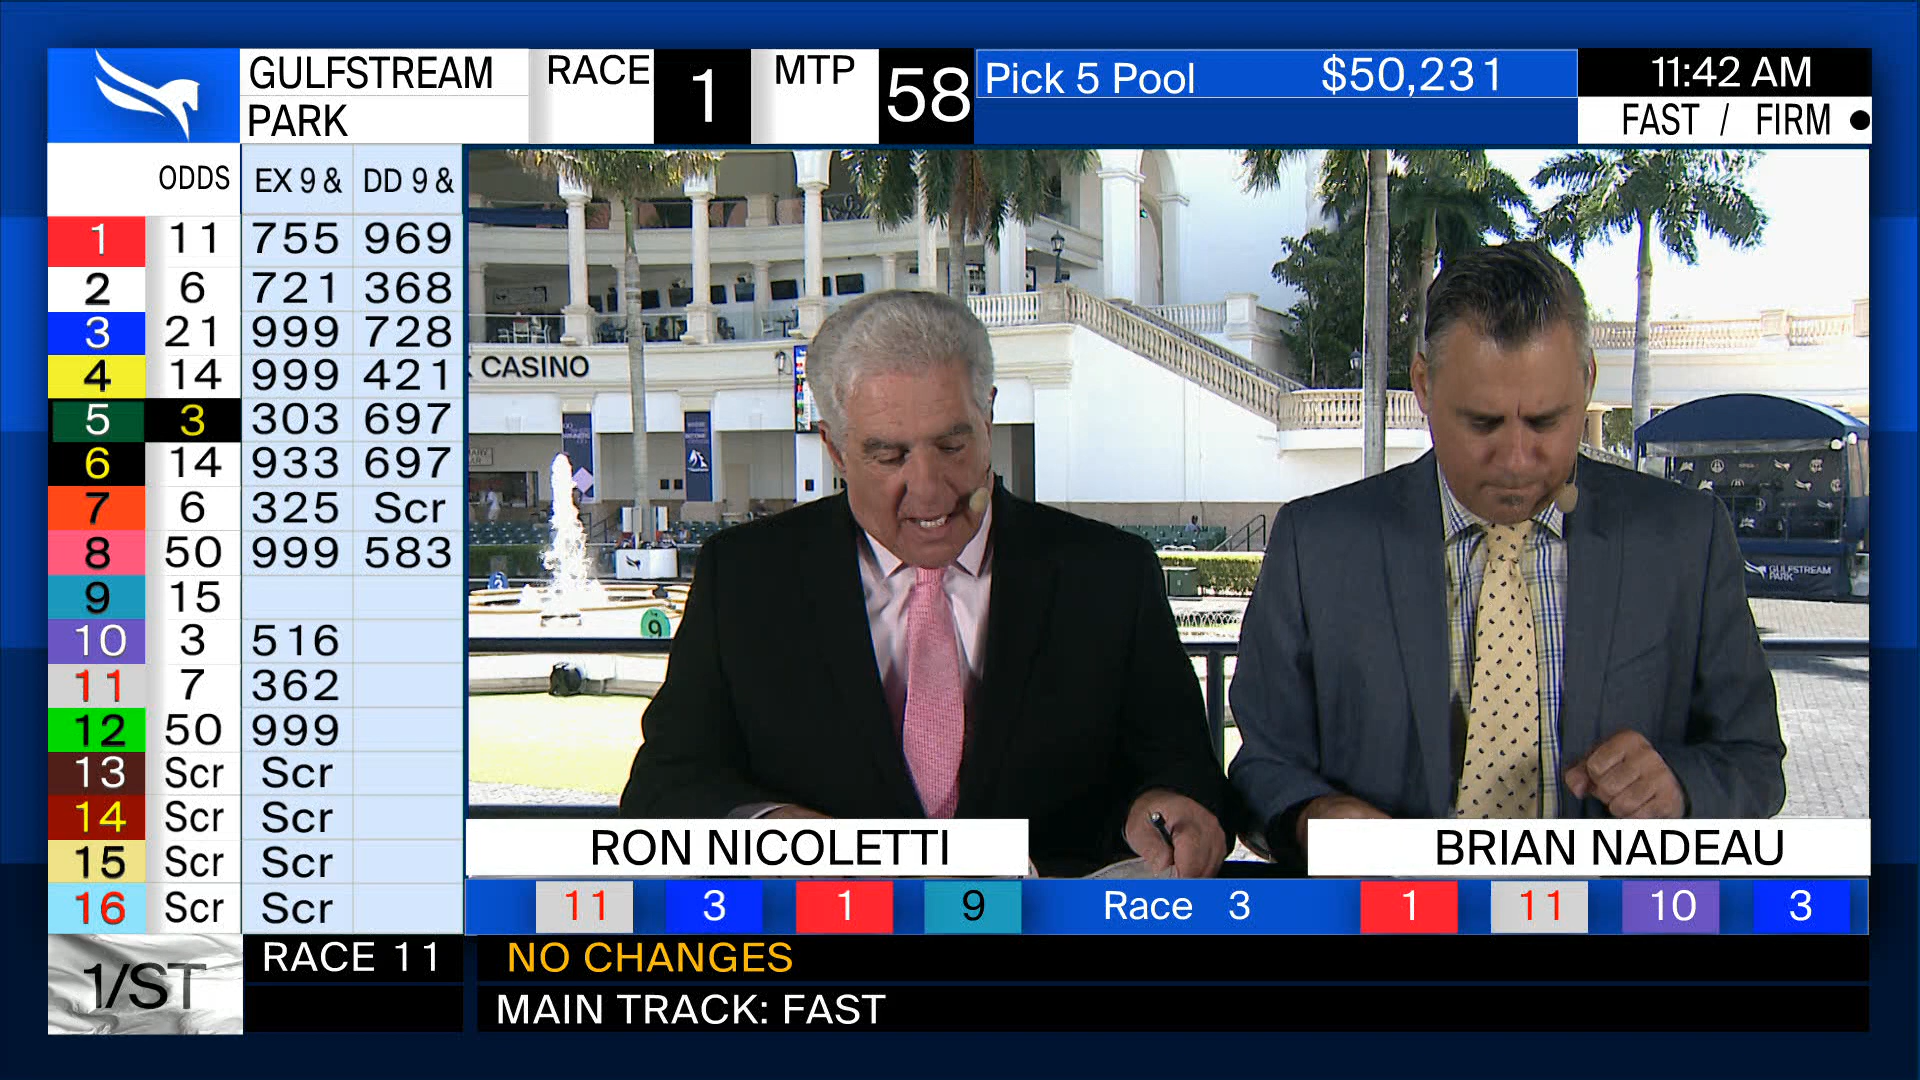 GULFSTREAM PARK
RACE 1
MTP 58
Pick 5 Pool $50,231
11:42 AM
FAST / FIRM
ODDS EX 9 & DD 9 &
1 11 755 969
2 6 721 368
3 21 999 728
4 14 999 421
5 3 303 697
6 14 933 697
7 6 325 Scr
8 50 999 583
9 15
10 3 516
11 7 362
12 50 999
13 Scr Scr
14 Scr Scr
15 Scr Scr
16 Scr Scr
CASINO
9
GULFSTREAM
PARK
RON NICOLETTI
BRIAN NADEAU
11 3 1 9 Race 3 1 11 10 3
1/ST
RACE 11
NO CHANGES
MAIN TRACK: FAST